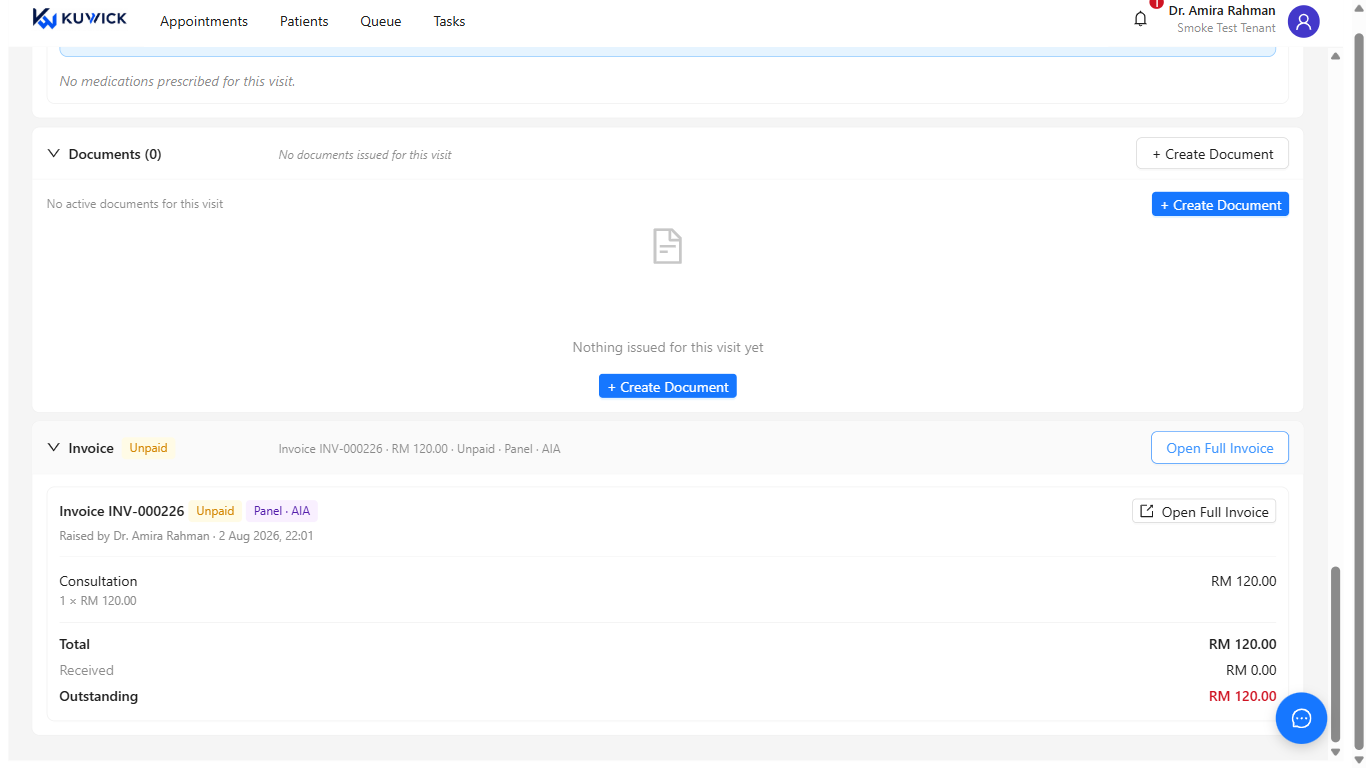 KUWICK
Appointments
Patients
Queue
Tasks
1
Dr. Amira Rahman
Smoke Test Tenant
No medications prescribed for this visit.
Documents (0)
No documents issued for this visit
+ Create Document
No active documents for this visit
+ Create Document
Nothing issued for this visit yet
+ Create Document
Invoice Unpaid
Invoice INV-000226 · RM 120.00 · Unpaid · Panel · AIA
Open Full Invoice
Invoice INV-000226 Unpaid Panel · AIA
Open Full Invoice
Raised by Dr. Amira Rahman · 2 Aug 2026, 22:01
Consultation RM 120.00
1 × RM 120.00
Total RM 120.00
Received RM 0.00
Outstanding RM 120.00